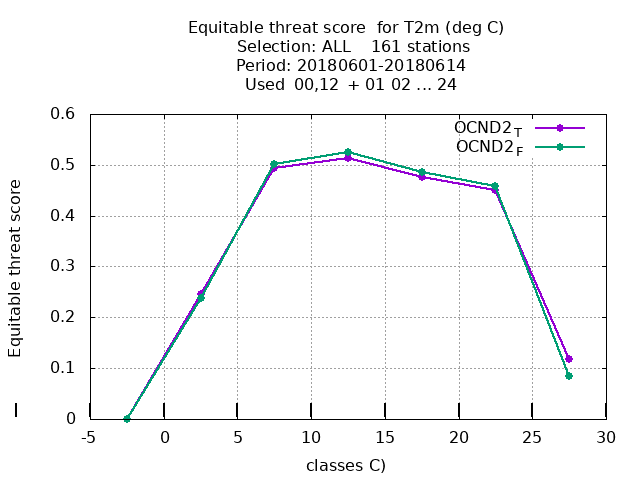 Equitable threat score  for T2m (deg C)
Selection: ALL    161 stations
Period: 20180601-20180614
Used  00,12  + 01 02 ... 24
OCND2T
OCND2F
Equitable threat score
0.6
0.5
0.4
0.3
0.2
0.1
0
-5 0 5 10 15 20 25 30
classes C)